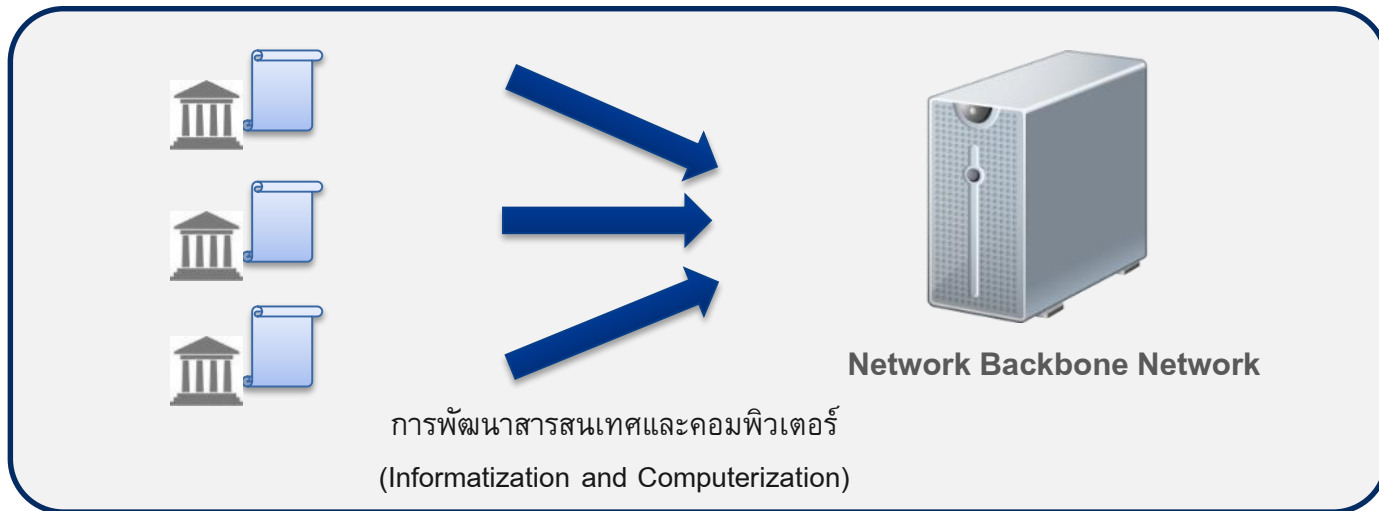 Network Backbone Network
การพัฒนาสารสนเทศและคอมพิวเตอร์
(Informatization and Computerization)